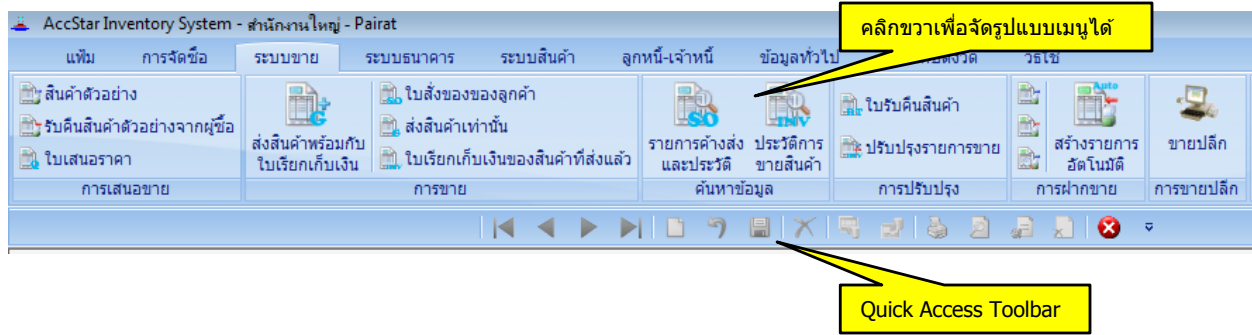 AccStar Inventory System - สำนักงานใหญ่ - Pairat
คลิกขวาเพื่อจัดรูปแบบเมนูได้
แฟ้ม การจัดซื้อ ระบบขาย ระบบธนาคาร ระบบสินค้า ลูกหนี้-เจ้าหนี้ ข้อมูลทั่วไป วิธีใช้
สินค้าตัวอย่าง
รับคืนสินค้าตัวอย่างจากผู้ซื้อ
ใบเสนอราคา
การเสนอขาย
ส่งสินค้าพร้อมกับ
ใบเรียกเก็บเงิน
ใบสั่งของของลูกค้า
ส่งสินค้าเท่านั้น
ใบเรียกเก็บเงินของสินค้าที่ส่งแล้ว
การขาย
SO
รายการค้างส่ง
และประวัติ
INV
ประวัติการ
ขายสินค้า
ค้นหาข้อมูล
ใบรับคืนสินค้า
ปรับปรุงรายการขาย
การปรับปรุง
Auto
สร้างรายการ
อัตโนมัติ
การฝากขาย
ขายปลีก
การขายปลีก
Quick Access Toolbar